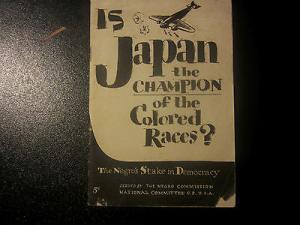 Is
Japan
the
CHAMPION
of the
Colored
Races?
The Negro's Stake in Democracy
ISSUED BY THE NEGRO COMMISSION
NATIONAL COMMITTEE C.P. U.S.A.
5¢